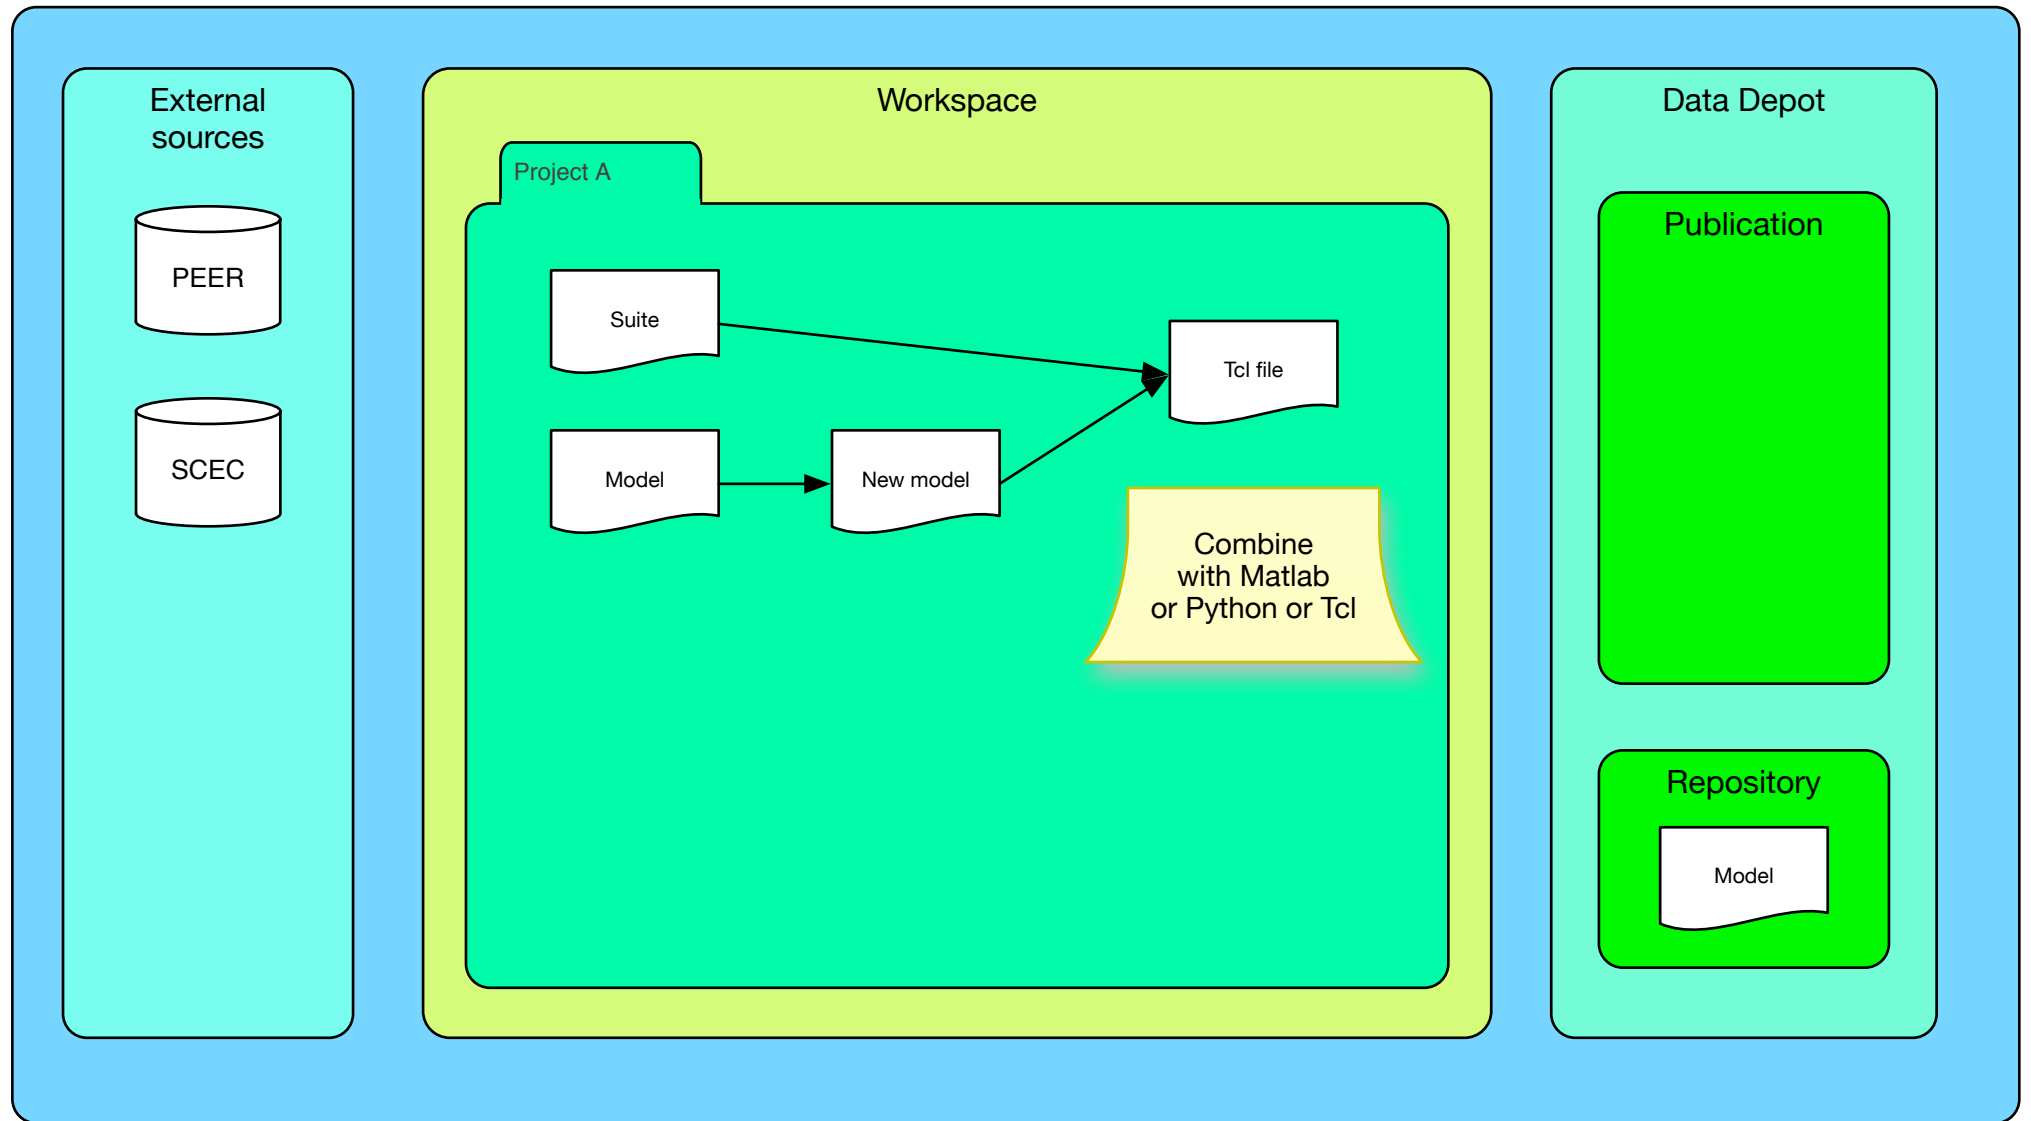 External
sources
PEER
SCEC
Workspace
Project A
Suite
Tcl file
Model
New model
Combine
with Matlab
or Python or Tcl
Data Depot
Publication
Repository
Model